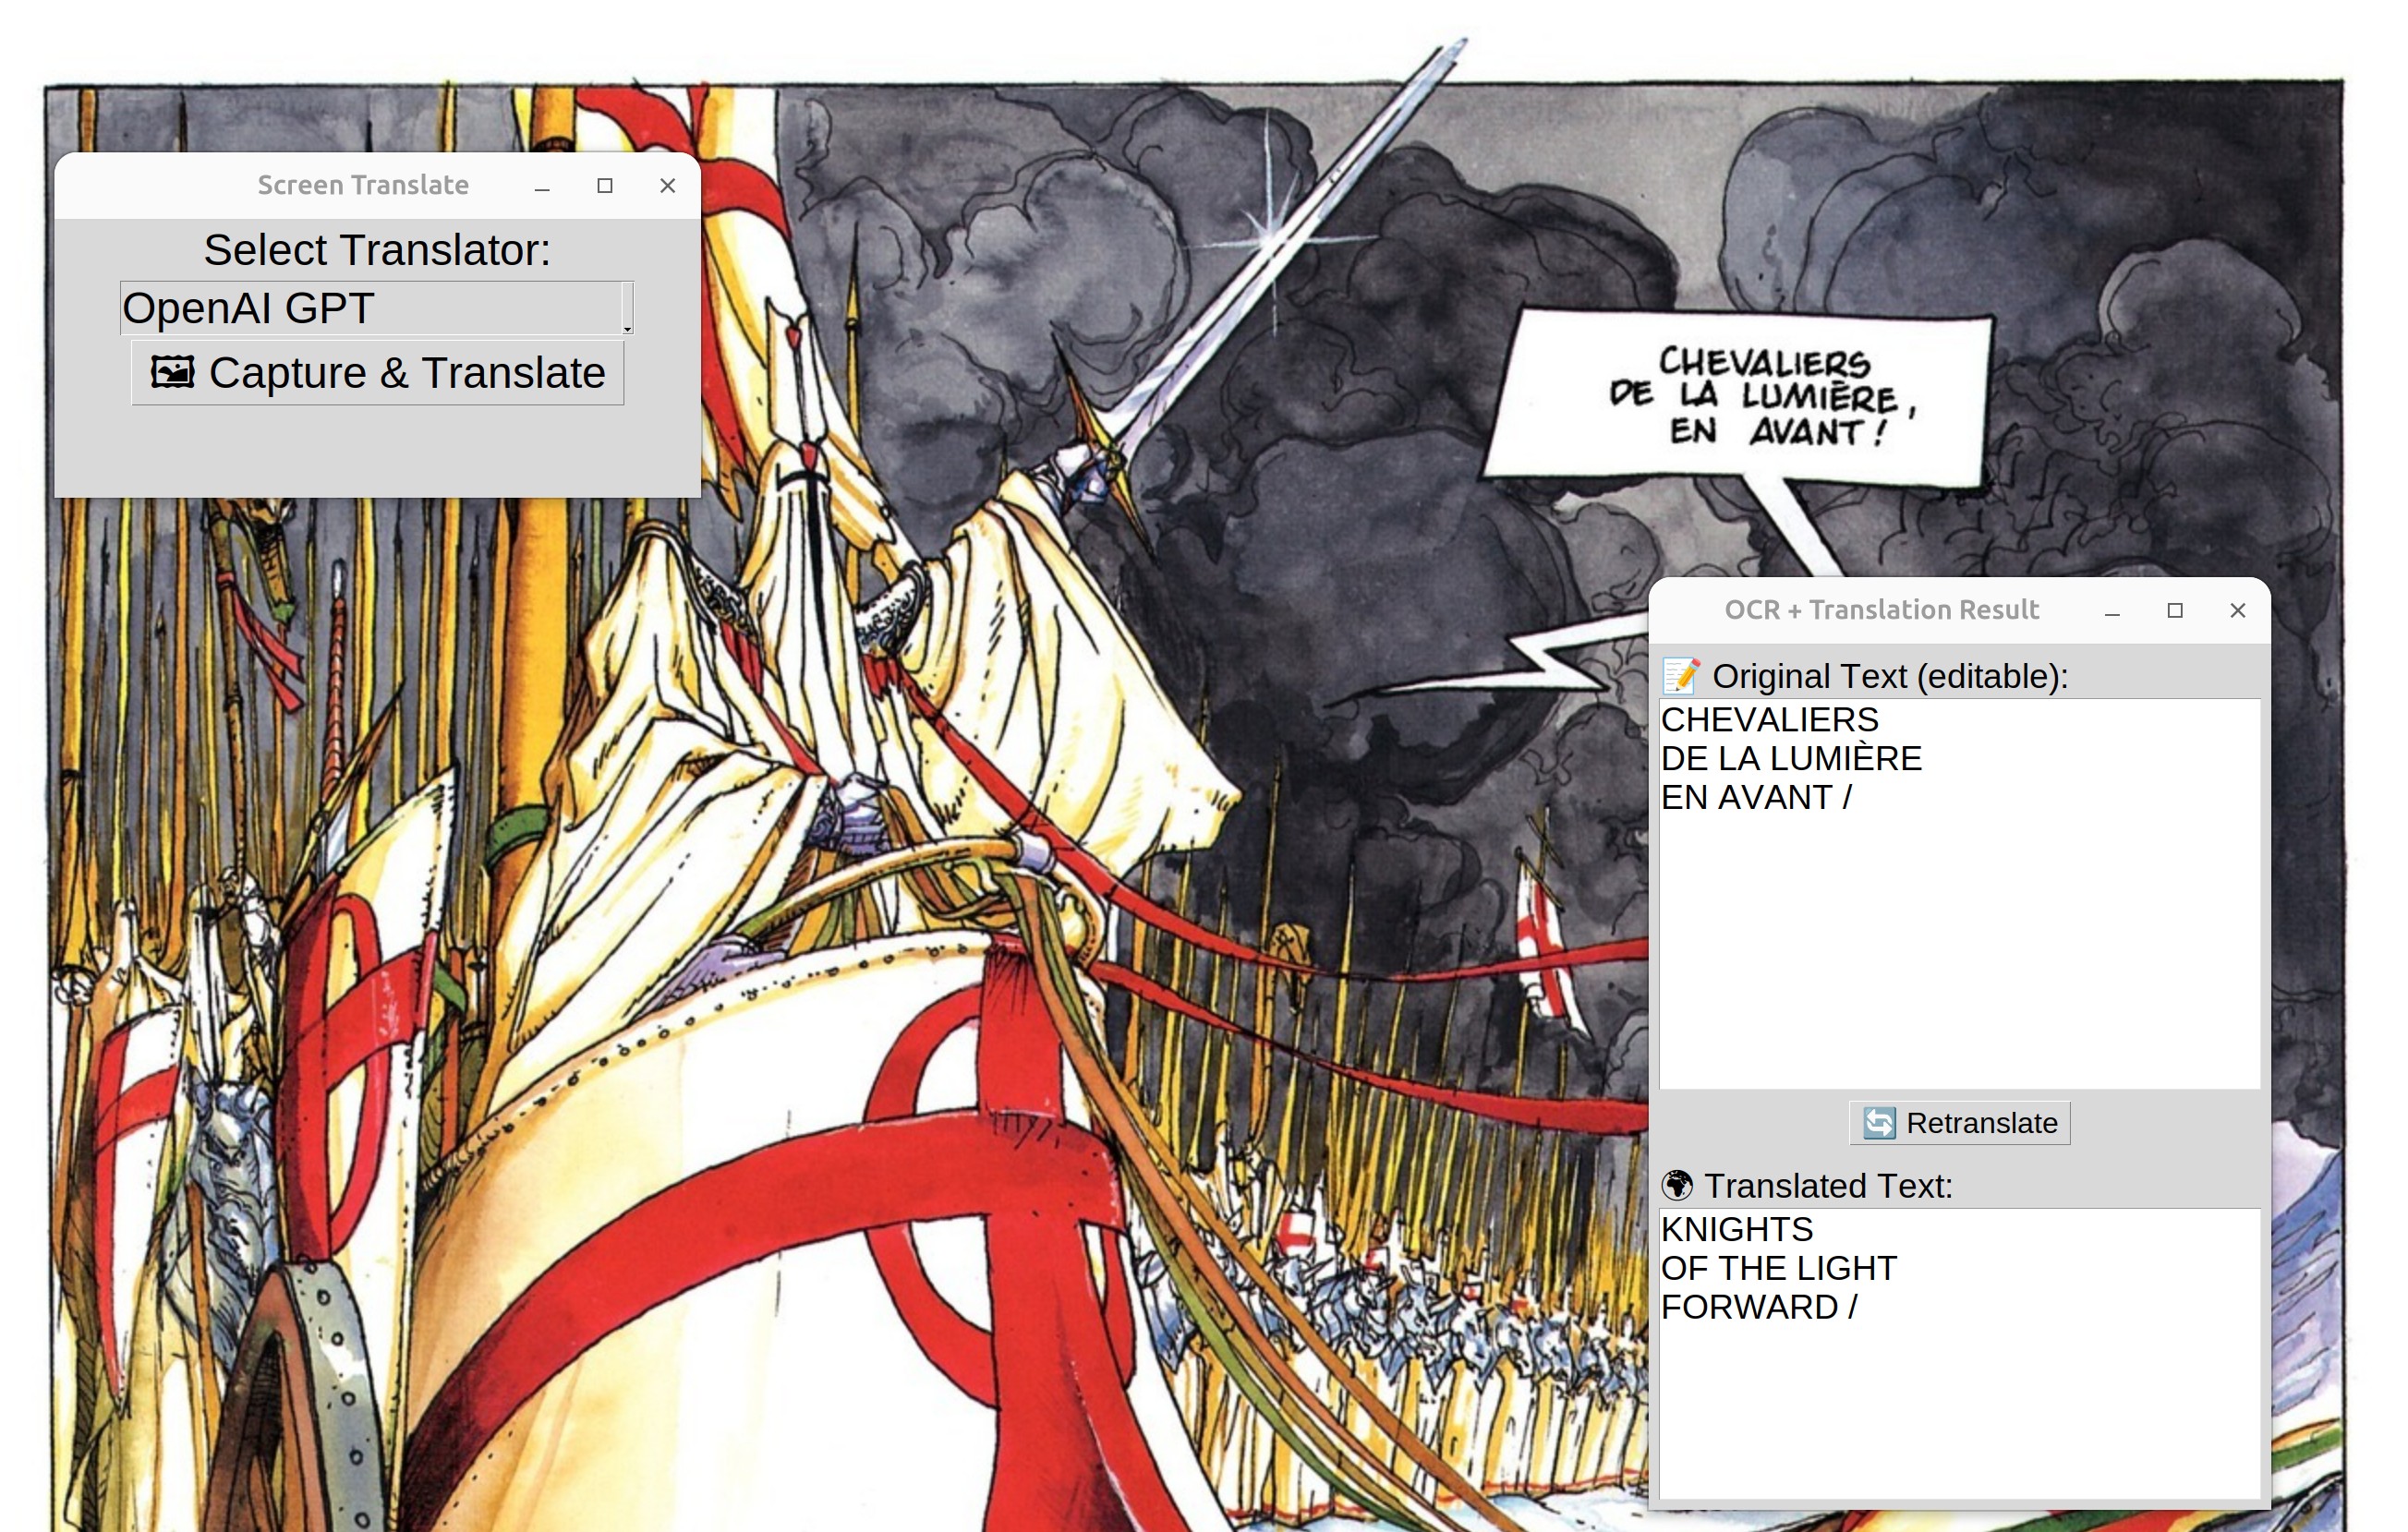 Screen Translate
Select Translator:
OpenAI GPT
Capture & Translate
CHEVALIERS
DE LA LUMIÈRE,
EN AVANT !
OCR + Translation Result
Original Text (editable):
CHEVALIERS
DE LA LUMIÈRE
EN AVANT /
Retranslate
Translated Text:
KNIGHTS
OF THE LIGHT
FORWARD /